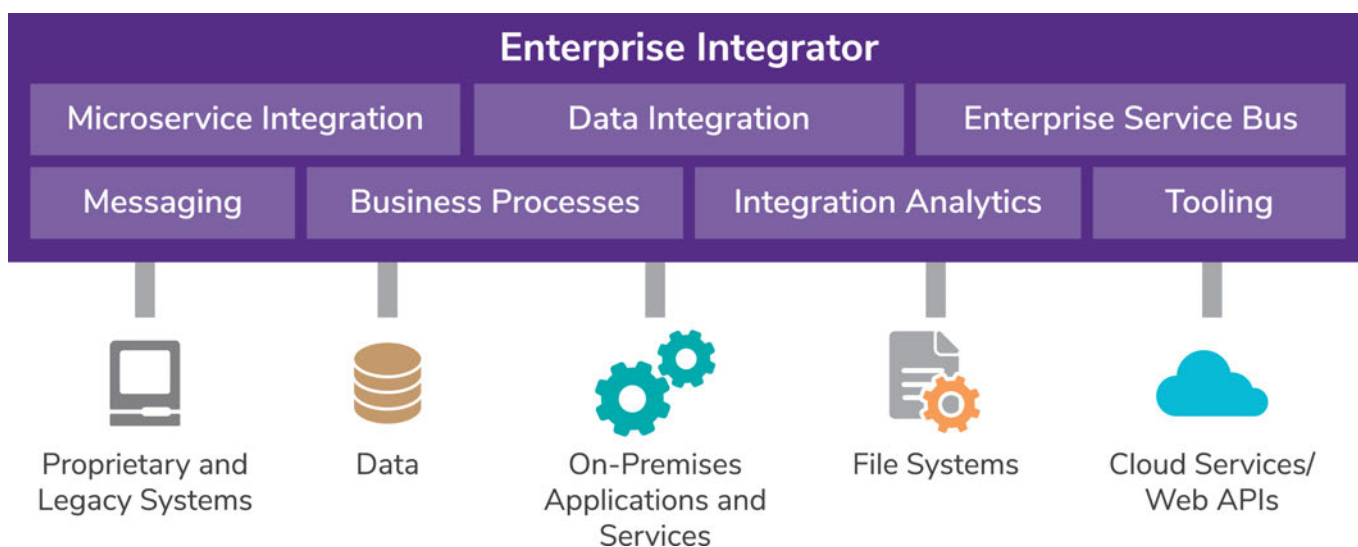 Enterprise Integrator
Microservice Integration
Data Integration
Enterprise Service Bus
Messaging
Business Processes
Integration Analytics
Tooling
Proprietary and
Legacy Systems
Data
On-Premises
Applications and
Services
File Systems
Cloud Services/
Web APIs